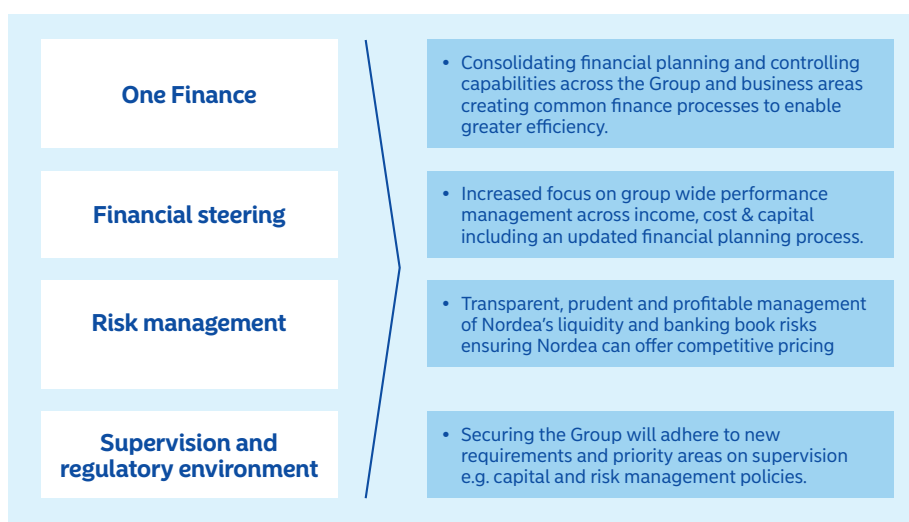 One Finance
• Consolidating financial planning and controlling
capabilities across the Group and business areas
creating common finance processes to enable
greater efficiency.
Financial steering
• Increased focus on group wide performance
management across income, cost & capital
including an updated financial planning process.
Risk management
• Transparent, prudent and profitable management
of Nordea's liquidity and banking book risks
ensuring Nordea can offer competitive pricing
Supervision and
regulatory environment
• Securing the Group will adhere to new
requirements and priority areas on supervision
e.g. capital and risk management policies.